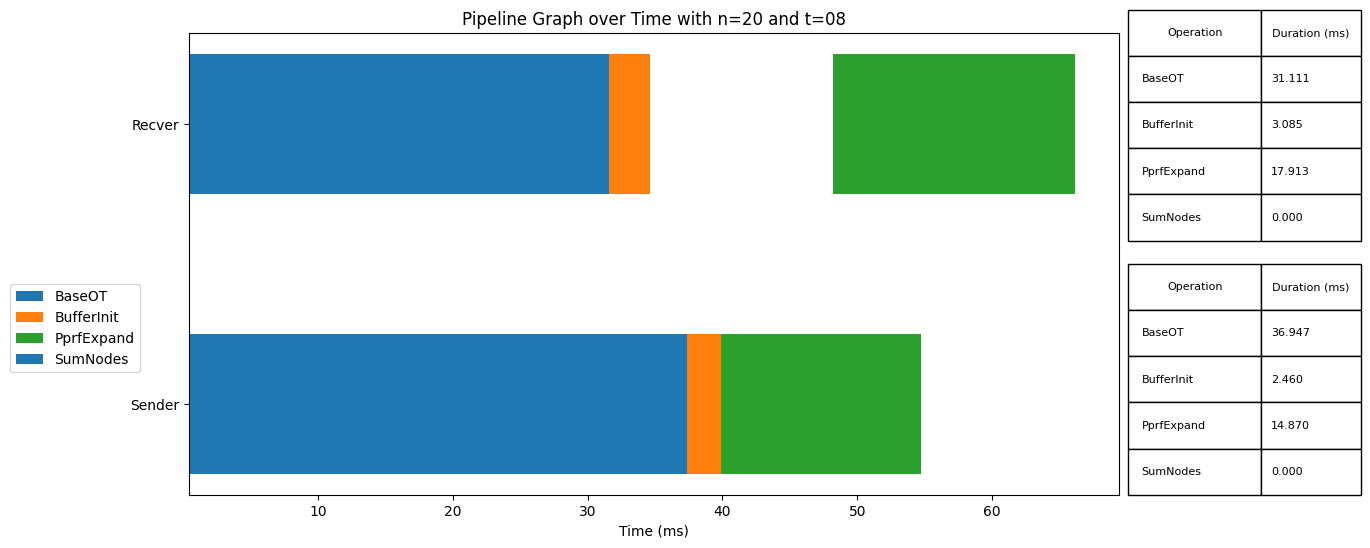 Pipeline Graph over Time with n=20 and t=08
Recver
Sender
BaseOT
BufferInit
PprfExpand
SumNodes
10 20 30 40 50 60
Time (ms)
Operation Duration (ms)
BaseOT 31.111
BufferInit 3.085
PprfExpand 17.913
SumNodes 0.000
Operation Duration (ms)
BaseOT 36.947
BufferInit 2.460
PprfExpand 14.870
SumNodes 0.000